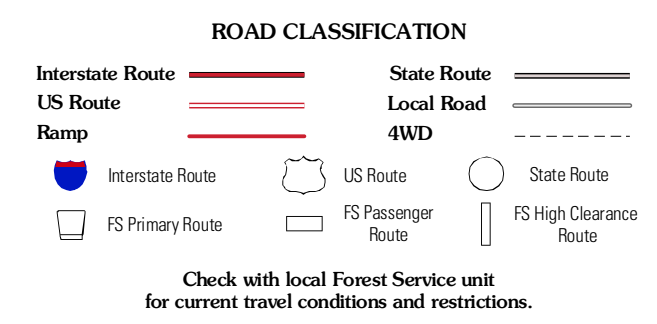 ROAD CLASSIFICATION
Interstate Route
State Route
US Route
Local Road
Ramp
4WD
Interstate Route
US Route
State Route
FS Primary Route
FS Passenger
Route
FS High Clearance
Route
Check with local Forest Service unit
for current travel conditions and restrictions.